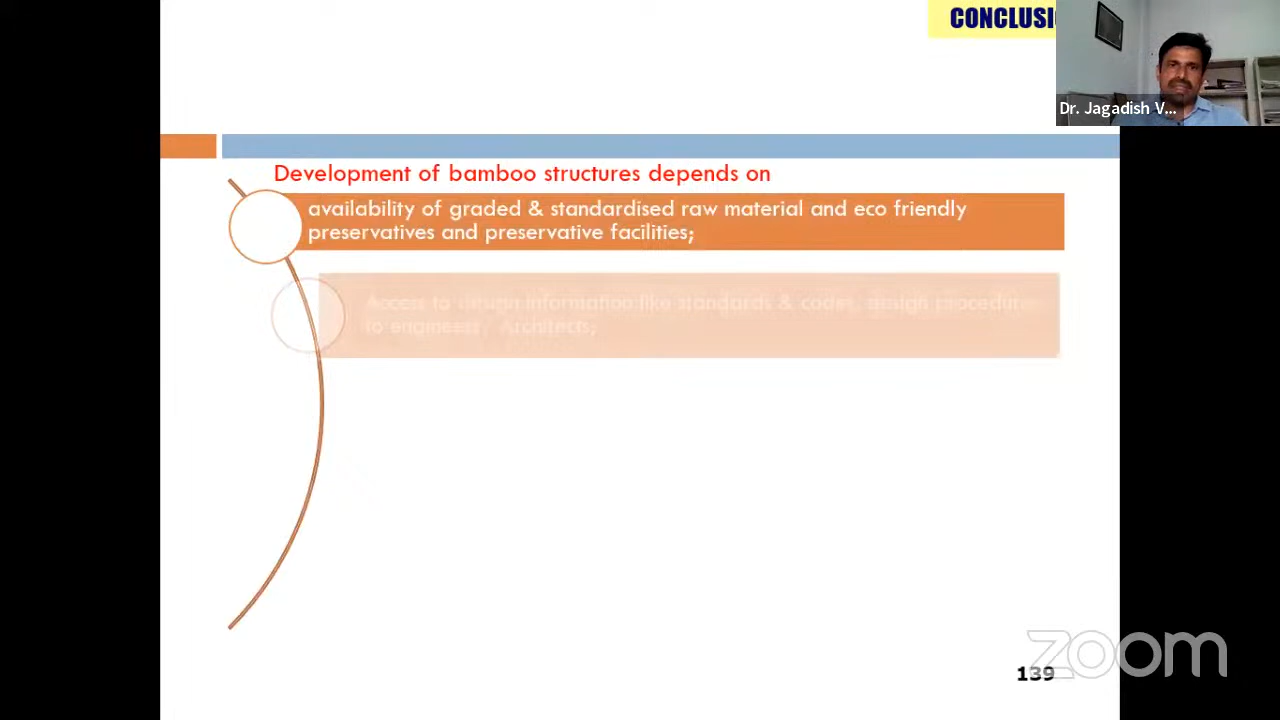 CONCLUSI
Dr. Jagadish V...
Development of bamboo structures depends on
availability of graded & standardised raw material and eco friendly
preservatives and preservative facilities;
Access to design information like standards & codes, design procedure
to engineers / Architects;
zoom
139